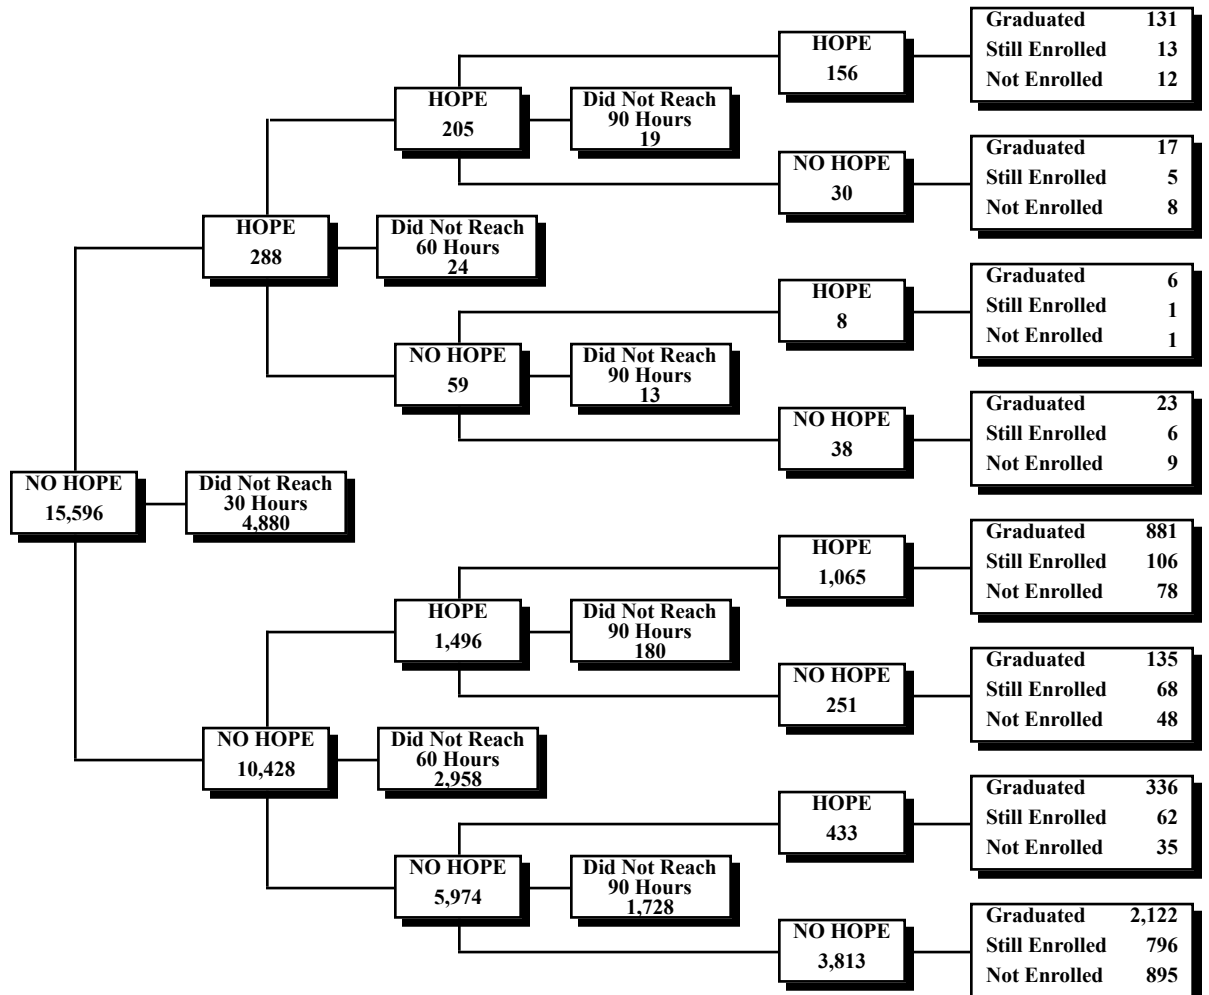 NO HOPE
15,596
Did Not Reach
30 Hours
4,880
HOPE
288
Did Not Reach
60 Hours
24
HOPE
205
Did Not Reach
90 Hours
19
HOPE
156
Graduated 131
Still Enrolled 13
Not Enrolled 12
NO HOPE
30
Graduated 17
Still Enrolled 5
Not Enrolled 8
NO HOPE
59
Did Not Reach
90 Hours
13
HOPE
8
Graduated 6
Still Enrolled 1
Not Enrolled 1
NO HOPE
38
Graduated 23
Still Enrolled 6
Not Enrolled 9
NO HOPE
10,428
Did Not Reach
60 Hours
2,958
HOPE
1,496
Did Not Reach
90 Hours
180
HOPE
1,065
Graduated 881
Still Enrolled 106
Not Enrolled 78
NO HOPE
251
Graduated 135
Still Enrolled 68
Not Enrolled 48
NO HOPE
5,974
Did Not Reach
90 Hours
1,728
HOPE
433
Graduated 336
Still Enrolled 62
Not Enrolled 35
NO HOPE
3,813
Graduated 2,122
Still Enrolled 796
Not Enrolled 895